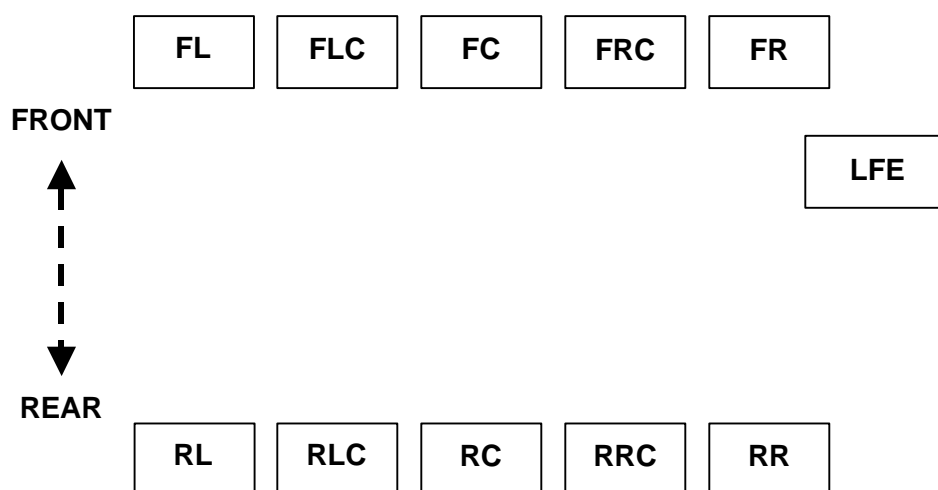 FL FLC FC FRC FR
FRONT
LFE
REAR
RL RLC RC RRC RR